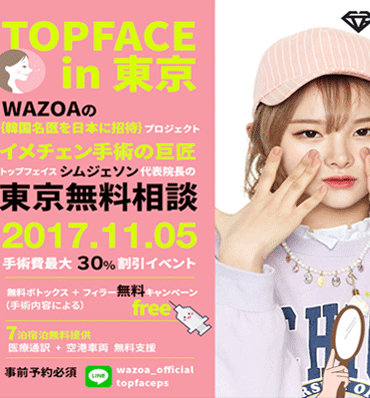 TOPFACE
in 東京
WAZOAの
{韓国名医を日本に招待} プロジェクト
イメチェン手術の巨匠
トップフェイス シムジェソン 代表院長の
東京無料相談
2017.11.05
手術費最大 30%割引イベント
無料ボトックス + フィラー無料キャンペーン
(手術内容による)
free
7泊宿泊無料提供
医療通訳 + 空港車両 無料支援
事前予約必須 LINE wazoa_official
topfaceps